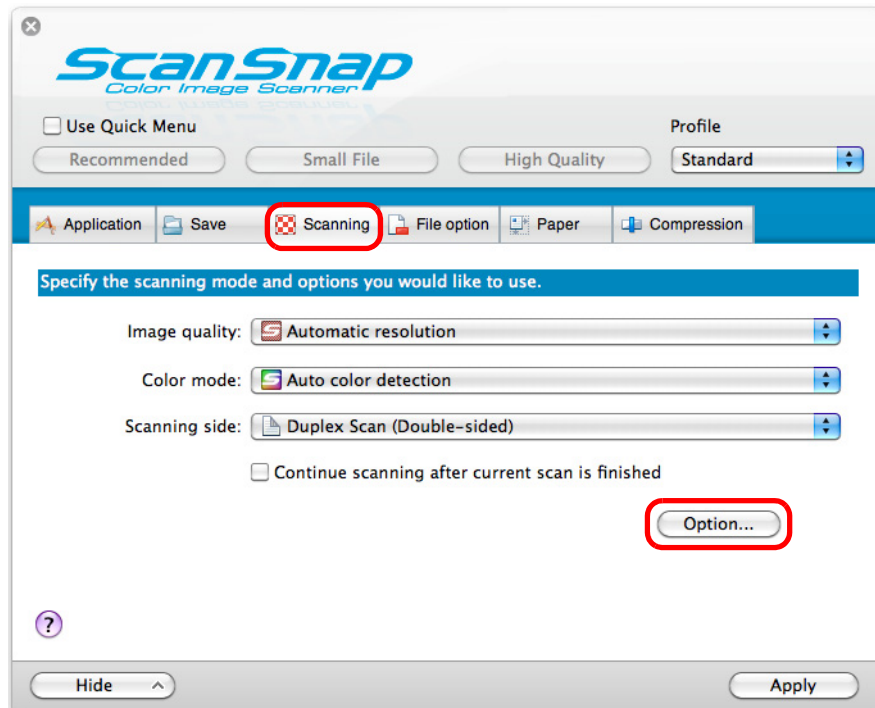 ScanSnap
Color Image Scanner
Use Quick Menu
Profile
Recommended
Small File
High Quality
Standard
Application
Save
Scanning
File option
Paper
Compression
Specify the scanning mode and options you would like to use.
Image quality: Automatic resolution
Color mode: Auto color detection
Scanning side: Duplex Scan (Double-sided)
Continue scanning after current scan is finished
Option...
?
Hide
Apply